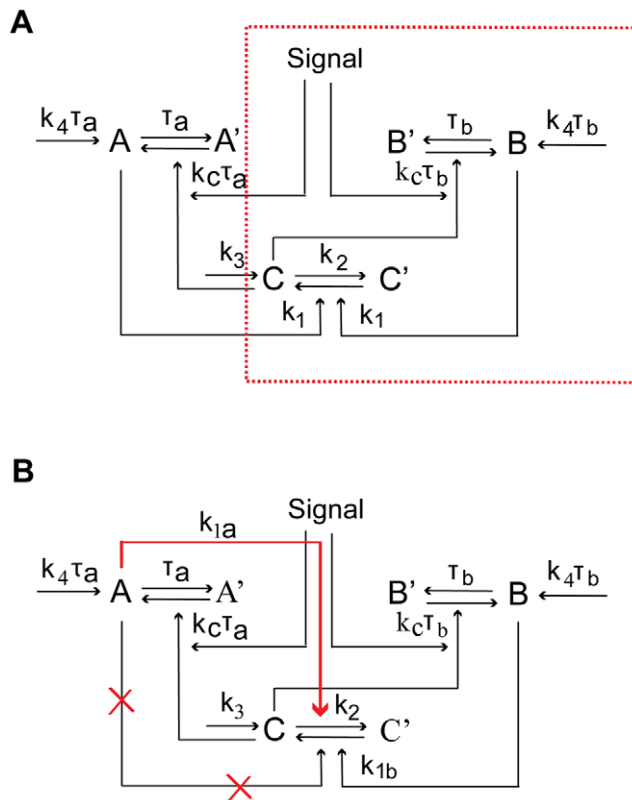 A
Signal
k4τa
A
τa
A'
B'
τb
B
k4τb
kcτa
kcτb
k3
C
k2
C'
k1
k1
B
Signal
k1a
k4τa
A
τa
A'
B'
τb
B
k4τb
kcτa
kcτb
k3
C
k2
C'
k1b